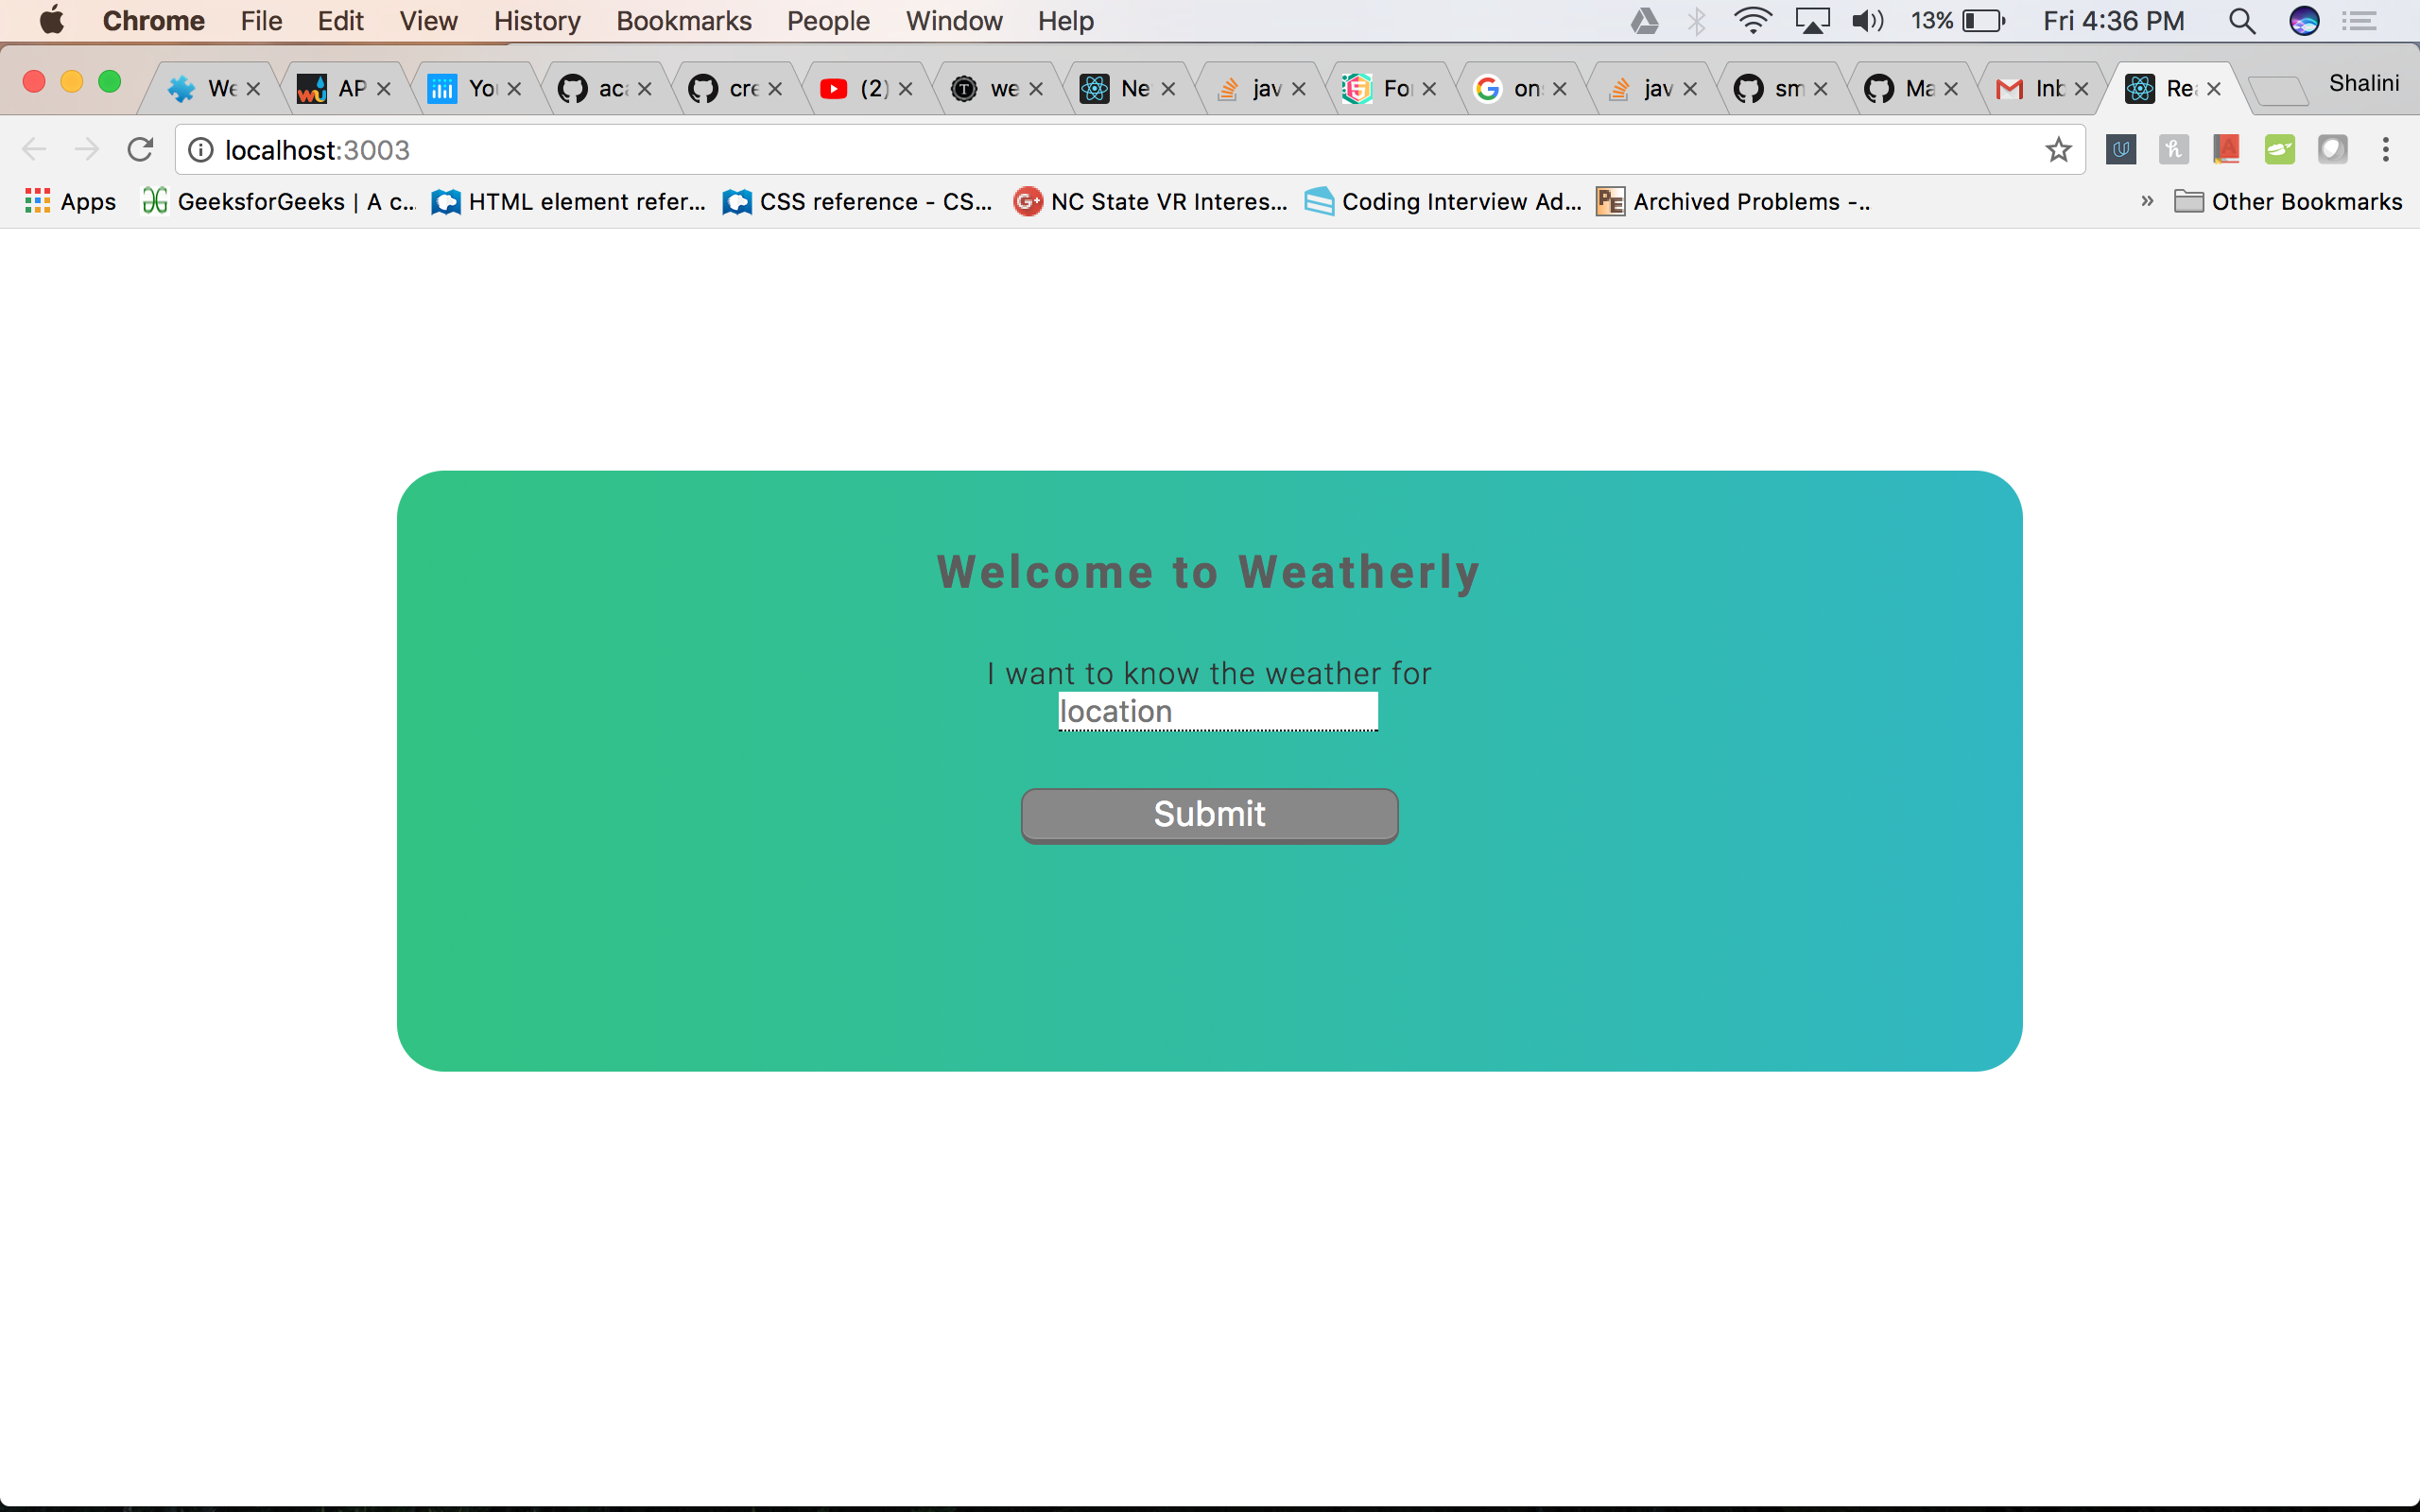 Chrome File Edit View History Bookmarks People Window Help 13% Fri 4:36 PM
We AP Yo aca cre (2) we Ne jav Fo on jav sm Ma Inb Rea Shalini
localhost:3003
Apps GeeksforGeeks | A c... HTML element refer... CSS reference - CS... NC State VR Interes... Coding Interview Ad... Archived Problems -.. » Other Bookmarks
Welcome to Weatherly
I want to know the weather for
location
Submit